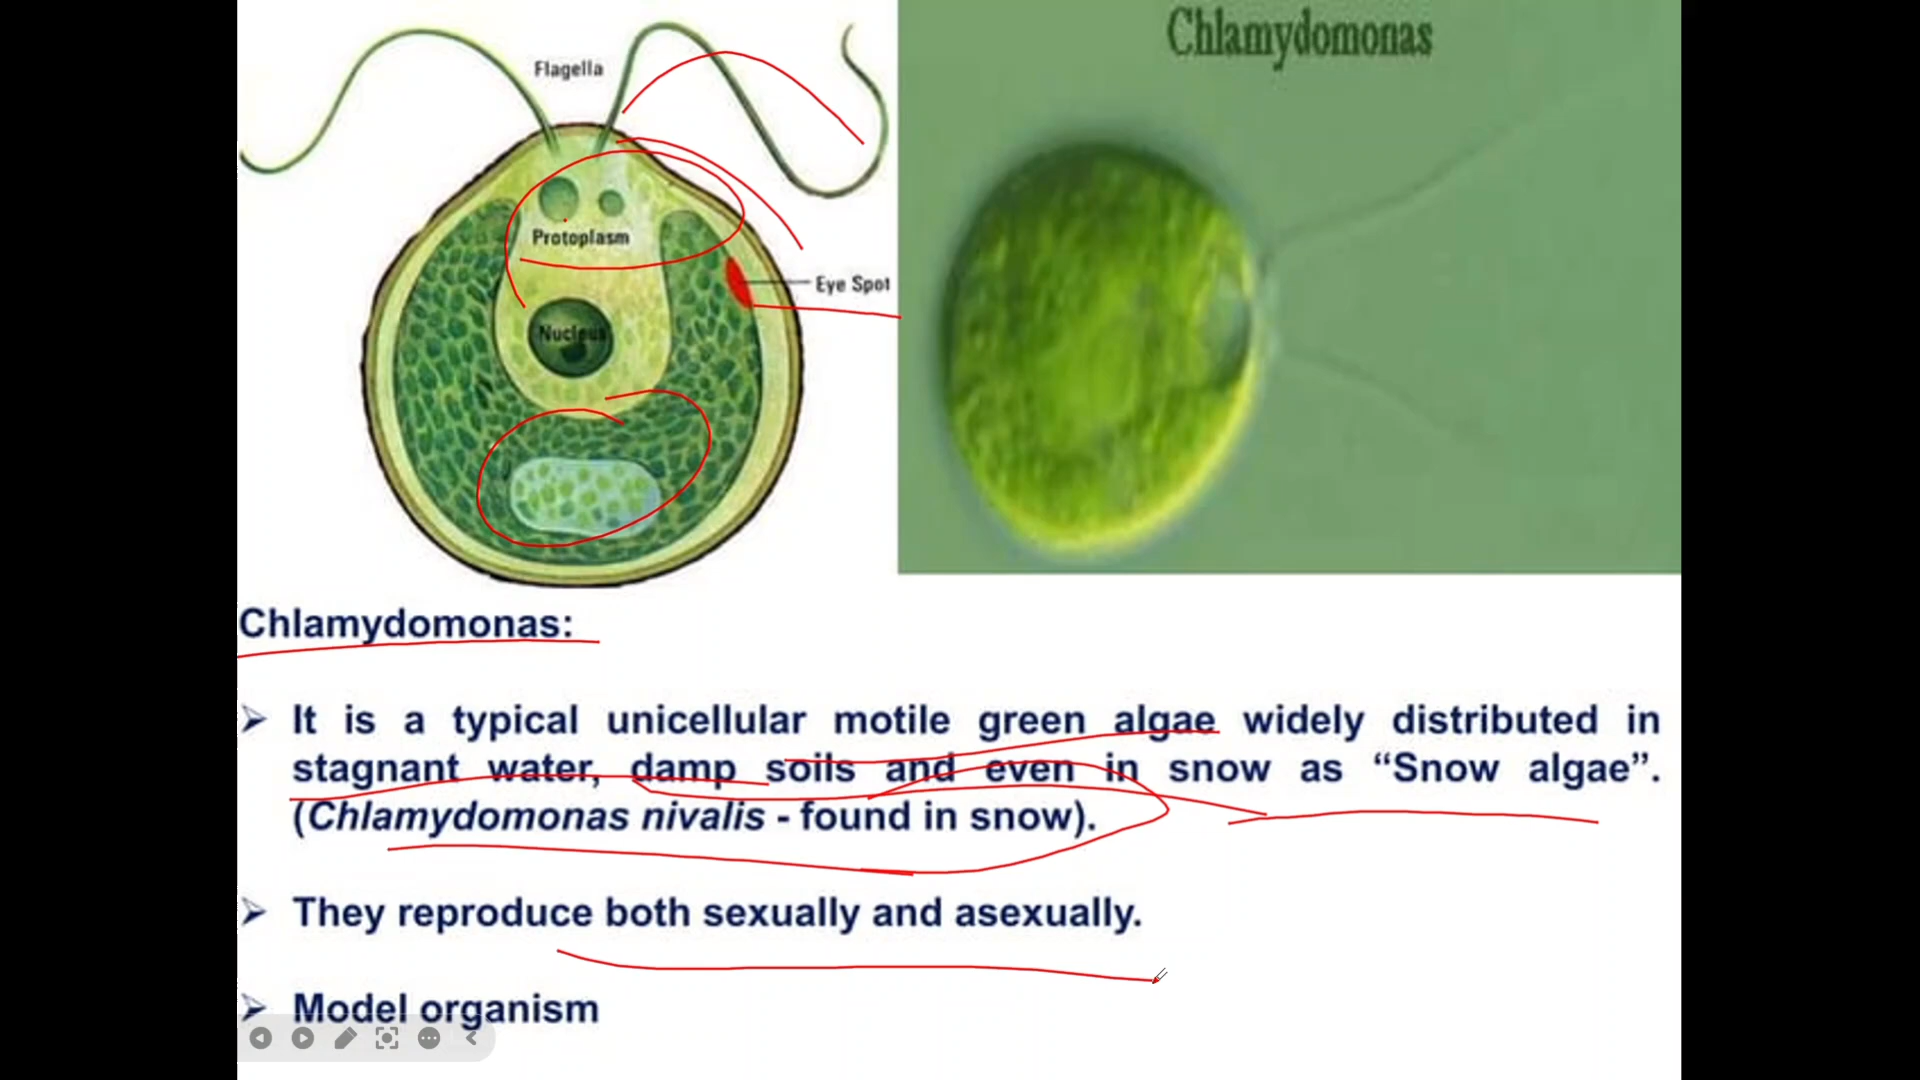 Flagella
Protoplasm
Eye Spot
Nucleus
Chlamydomonas
Chlamydomonas:
➢ It is a typical unicellular motile green algae widely distributed in
stagnant water, damp soils and even in snow as “Snow algae”.
(Chlamydomonas nivalis - found in snow).
➢ They reproduce both sexually and asexually.
➢ Model organism